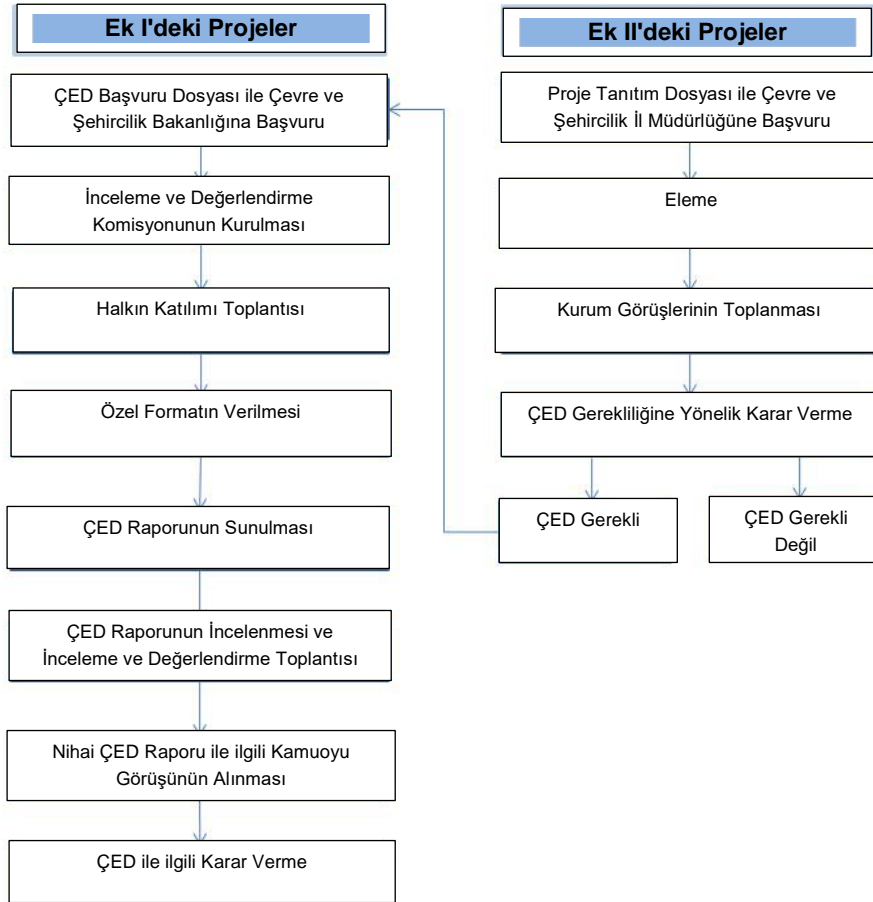 Ek I'deki Projeler
ÇED Başvuru Dosyası ile Çevre ve
Şehircilik Bakanlığına Başvuru
İnceleme ve Değerlendirme
Komisyonunun Kurulması
Halkın Katılımı Toplantısı
Özel Formatın Verilmesi
ÇED Raporunun Sunulması
ÇED Raporunun İncelenmesi ve
İnceleme ve Değerlendirme Toplantısı
Nihai ÇED Raporu ile ilgili Kamuoyu
Görüşünün Alınması
ÇED ile ilgili Karar Verme
Ek II'deki Projeler
Proje Tanıtım Dosyası ile Çevre ve
Şehircilik İl Müdürlüğüne Başvuru
Eleme
Kurum Görüşlerinin Toplanması
ÇED Gerekliliğine Yönelik Karar Verme
ÇED Gerekli
ÇED Gerekli
Değil